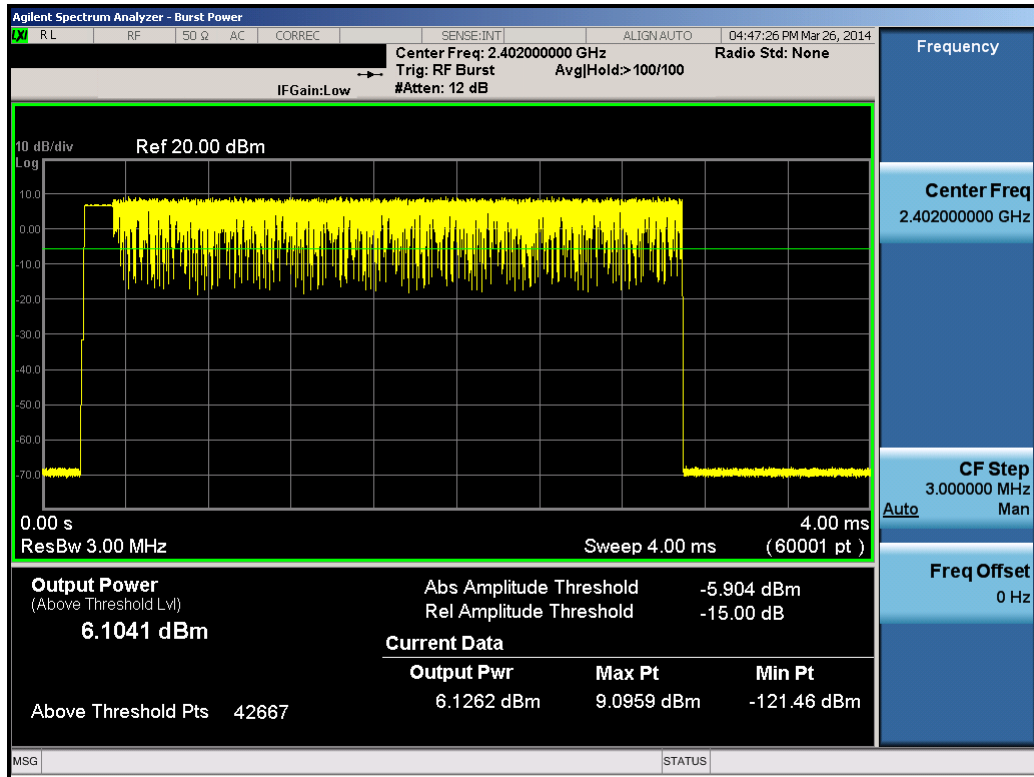 Agilent Spectrum Analyzer - Burst Power
LXI RL RF 50 Ω AC CORREC SENSE:INT ALIGN AUTO 04:47:26 PM Mar 26, 2014
Center Freq: 2.402000000 GHz Radio Std: None
Trig: RF Burst Avg|Hold:>100/100
IFGain:Low #Atten: 12 dB
10 dB/div Ref 20.00 dBm
Log
10.0
0.00
-10.0
-20.0
-30.0
-40.0
-50.0
-60.0
-70.0
0.00 s 4.00 ms
ResBw 3.00 MHz Sweep 4.00 ms (60001 pt)
Output Power
(Above Threshold Lvl)
6.1041 dBm
Above Threshold Pts 42667
Abs Amplitude Threshold -5.904 dBm
Rel Amplitude Threshold -15.00 dB
Current Data
Output Pwr Max Pt Min Pt
6.1262 dBm 9.0959 dBm -121.46 dBm
MSG STATUS
Frequency
Center Freq
2.402000000 GHz
CF Step
3.000000 MHz
Auto Man
Freq Offset
0 Hz